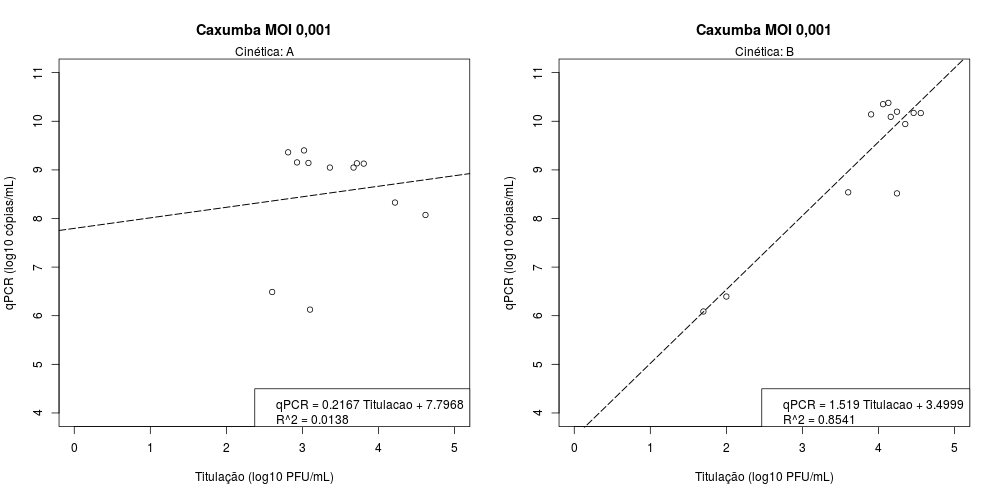 Caxumba MOI 0,001
Cinética: A
qPCR (log10 cópias/mL)
11
10
9
8
7
6
5
4
qPCR = 0.2167 Titulacao + 7.7968
R^2 = 0.0138
0 1 2 3 4 5
Titulação (log10 PFU/mL)
Caxumba MOI 0,001
Cinética: B
qPCR (log10 cópias/mL)
11
10
9
8
7
6
5
4
qPCR = 1.519 Titulacao + 3.4999
R^2 = 0.8541
0 1 2 3 4 5
Titulação (log10 PFU/mL)